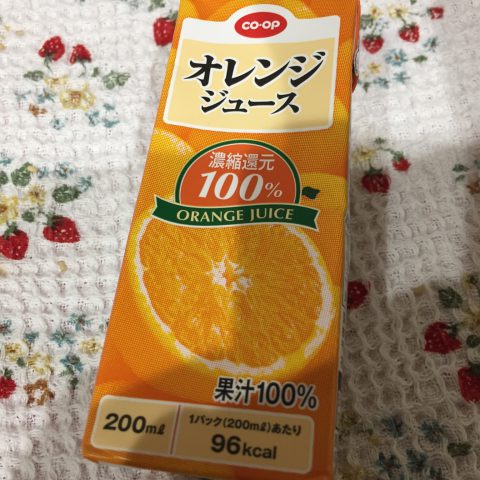 CO·OP
オレンジ
ジュース
濃縮還元
100%
ORANGE JUICE
果汁100%
200ml
1パック(200ml)あたり
96kcal